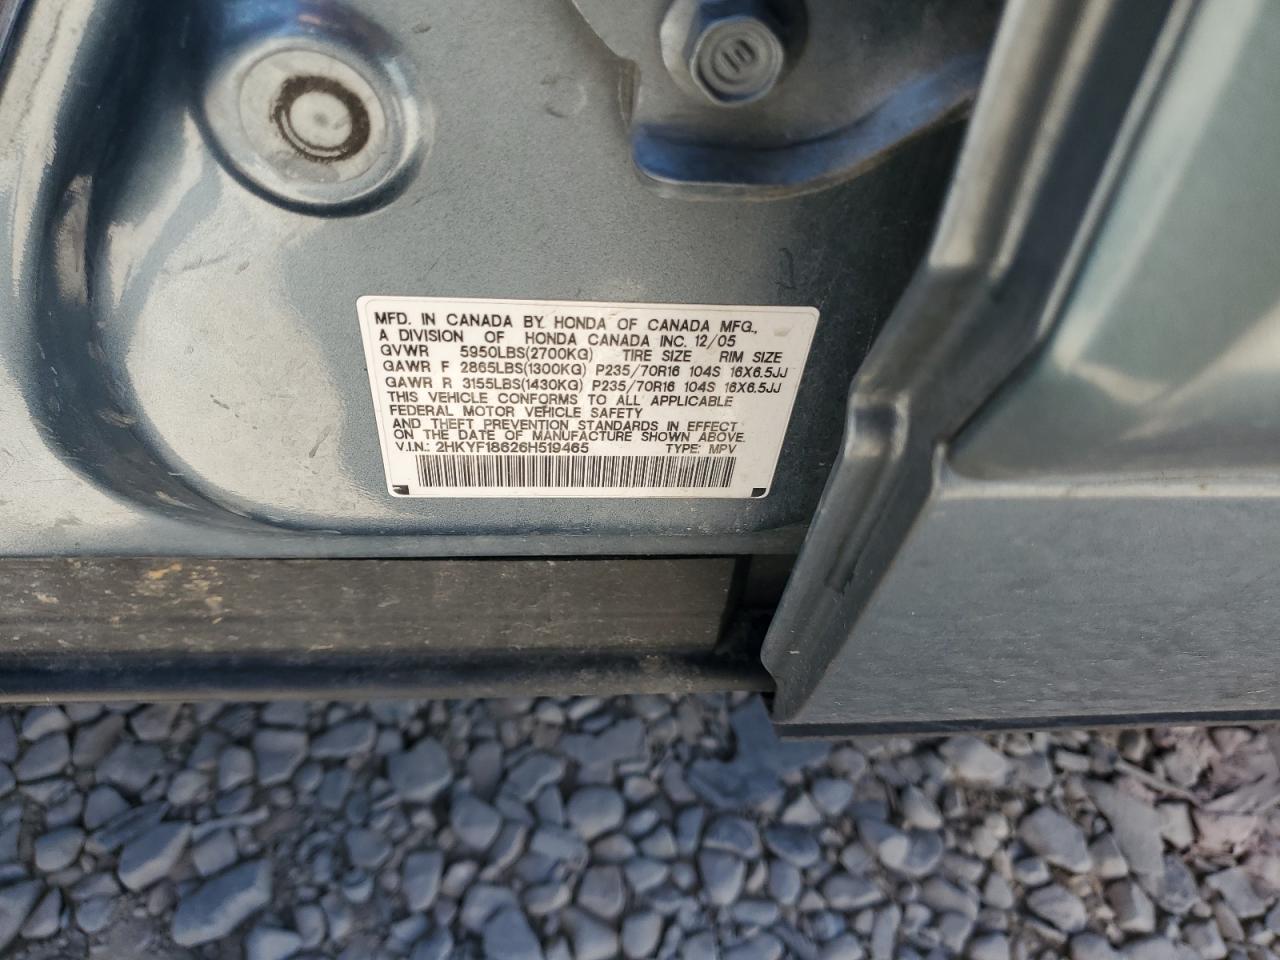 MFD. IN CANADA BY HONDA OF CANADA MFG.,
A DIVISION OF HONDA CANADA INC. 12/05
GVWR 5950LBS(2700KG) TIRE SIZE RIM SIZE
GAWR F 2865LBS(1300KG) P235/70R16 104S 16X6.5JJ
GAWR R 3155LBS(1430KG) P235/70R16 104S 16X6.5JJ
THIS VEHICLE CONFORMS TO ALL APPLICABLE
FEDERAL MOTOR VEHICLE SAFETY
AND THEFT PREVENTION STANDARDS IN EFFECT
ON THE DATE OF MANUFACTURE SHOWN ABOVE.
V.I.N.: 2HKYF18626H519465 TYPE: MPV